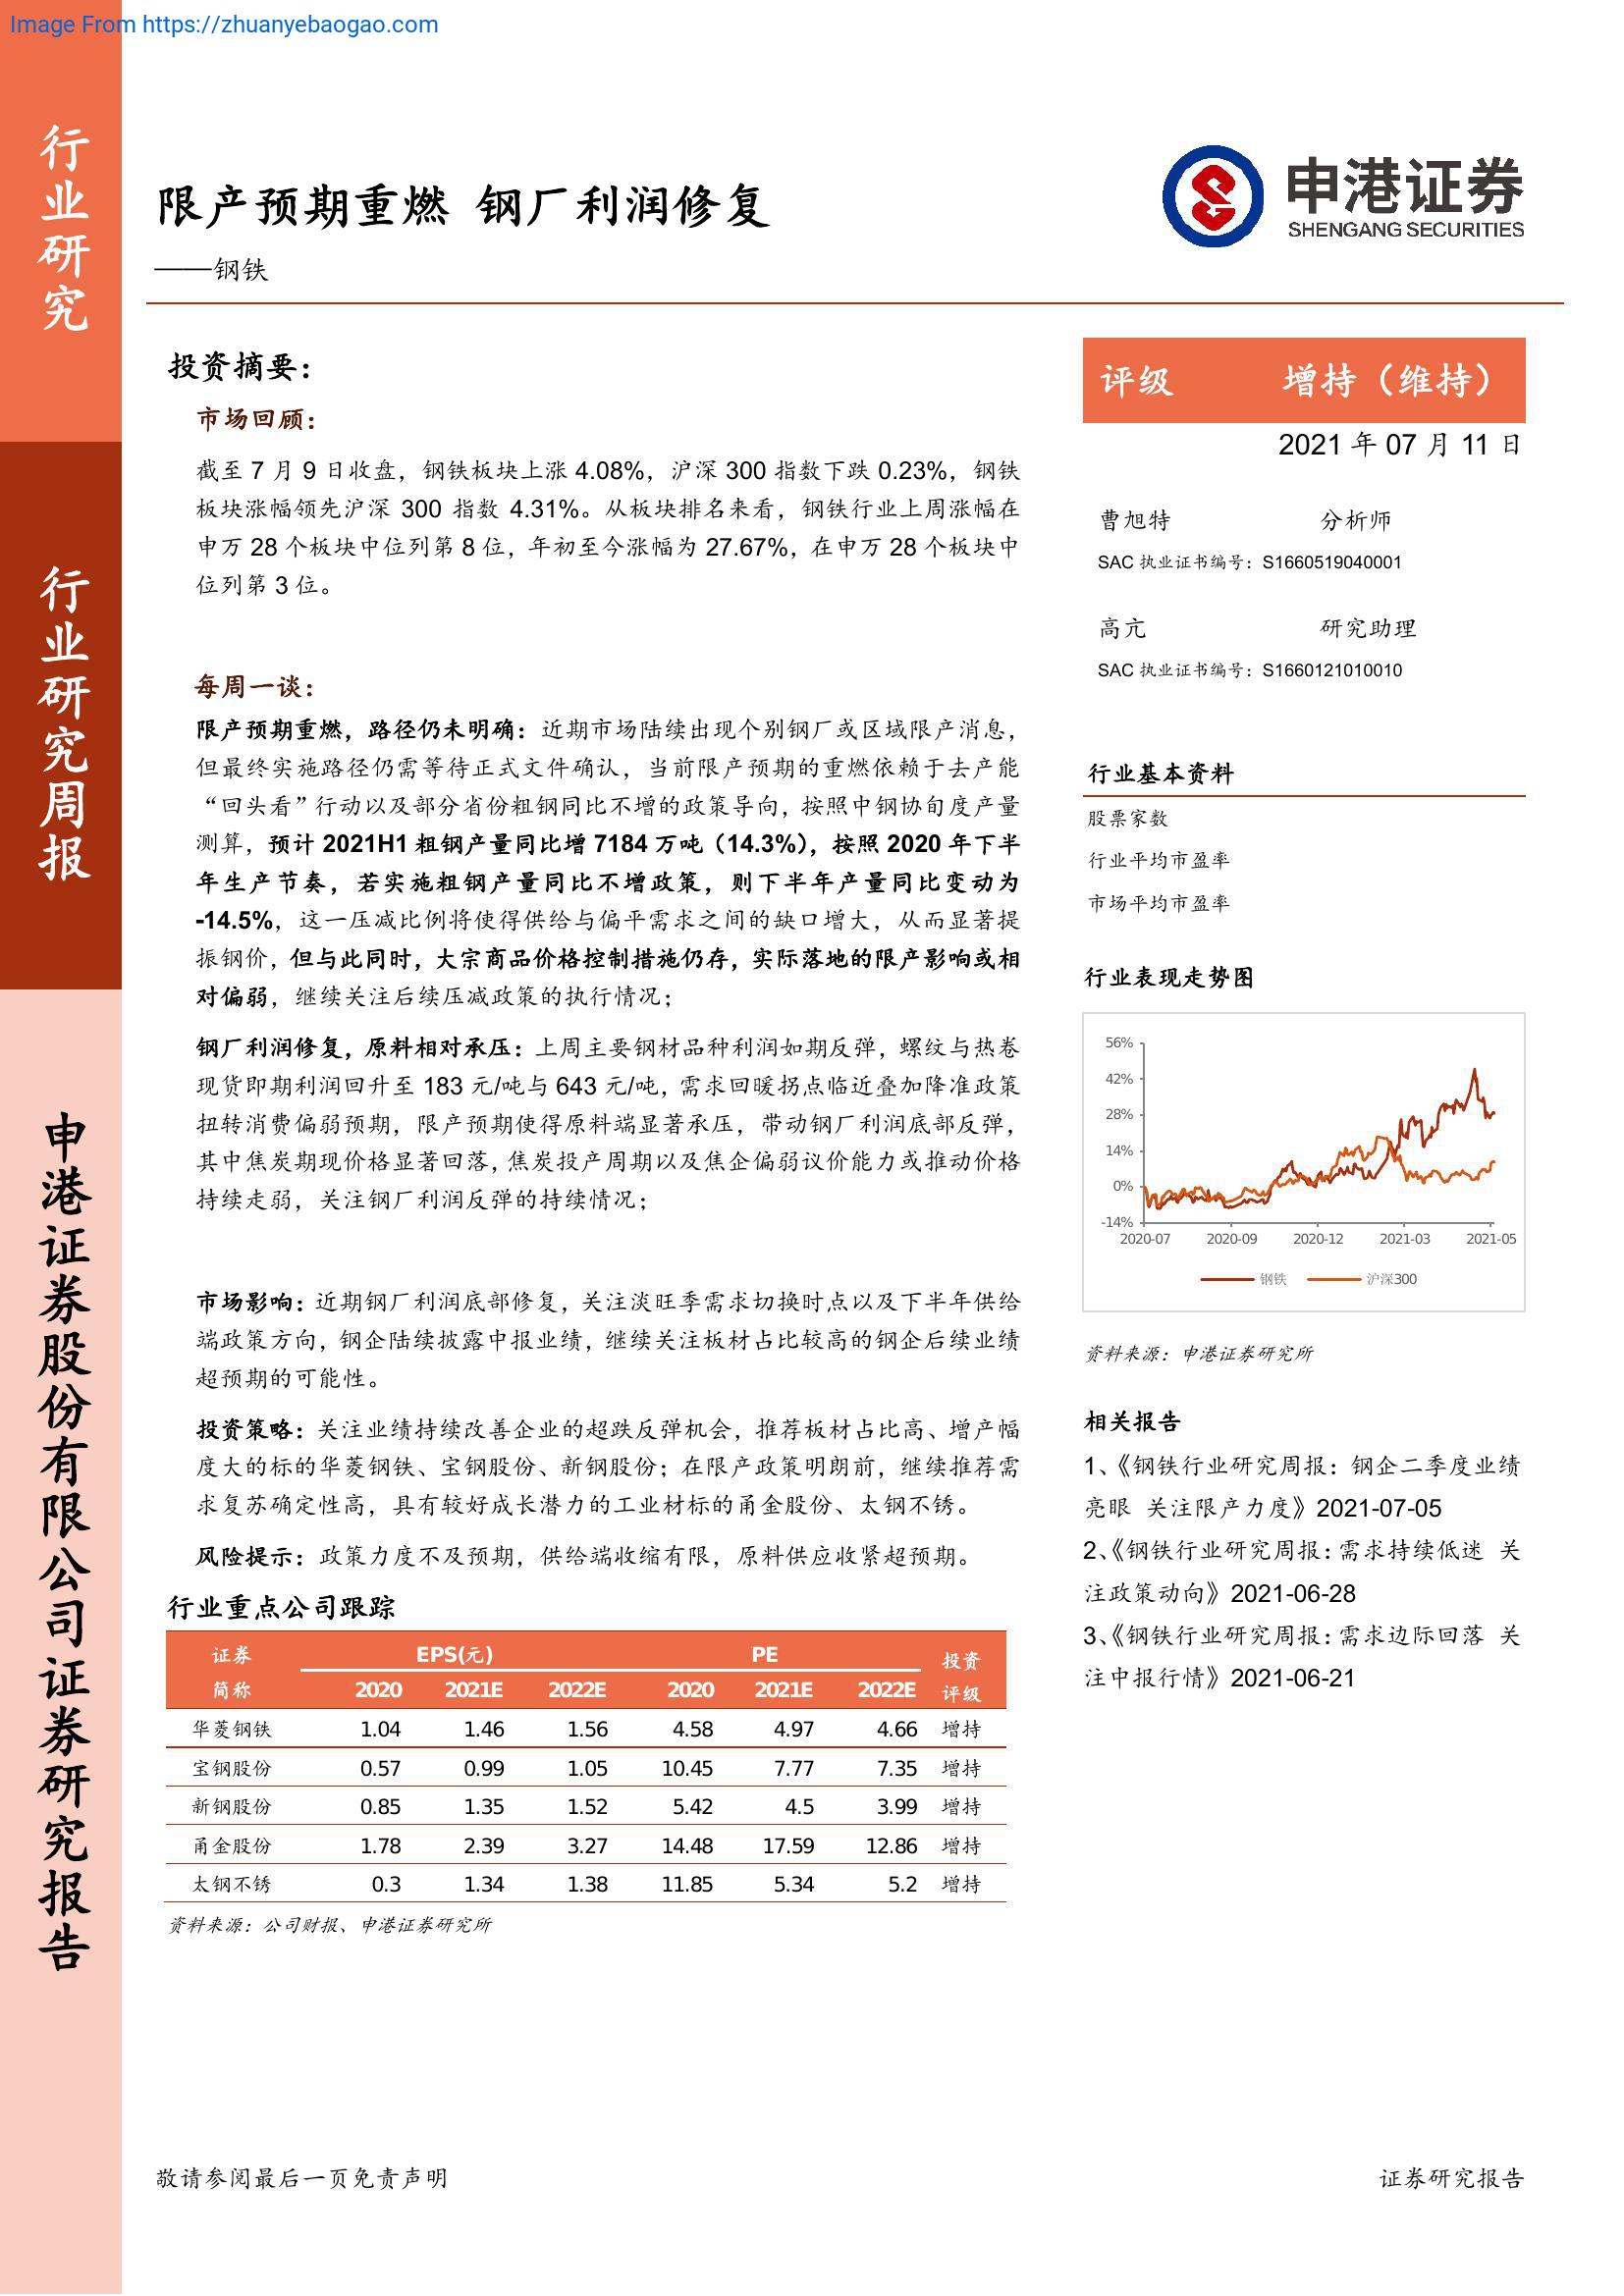 Image From https://zhuanyebaogao.com
行业研究
行业研究周报
申港证券股份有限公司证券研究报告
限产预期重燃 钢厂利润修复
——钢铁
申港证券
SHENGANG SECURITIES
投资摘要：
市场回顾：
截至 7 月 9 日收盘，钢铁板块上涨 4.08%，沪深 300 指数下跌 0.23%，钢铁
板块涨幅领先沪深 300 指数 4.31%。从板块排名来看，钢铁行业上周涨幅在
申万 28 个板块中位列第 8 位，年初至今涨幅为 27.67%，在申万 28 个板块中
位列第 3 位。
每周一谈：
限产预期重燃，路径仍未明确：近期市场陆续出现个别钢厂或区域限产消息，
但最终实施路径仍需等待正式文件确认，当前限产预期的重燃依赖于去产能
“回头看”行动以及部分省份粗钢同比不增的政策导向，按照中钢协旬度产量
测算，预计 2021H1 粗钢产量同比增 7184 万吨（14.3%），按照 2020 年下半
年生产节奏，若实施粗钢产量同比不增政策，则下半年产量同比变动为
-14.5%，这一压减比例将使得供给与偏平需求之间的缺口增大，从而显著提
振钢价，但与此同时，大宗商品价格控制措施仍存，实际落地的限产影响或相
对偏弱，继续关注后续压减政策的执行情况；
钢厂利润修复，原料相对承压：上周主要钢材品种利润如期反弹，螺纹与热卷
现货即期利润回升至 183 元/吨与 643 元/吨，需求回暖拐点临近叠加降准政策
扭转消费偏弱预期，限产预期使得原料端显著承压，带动钢厂利润底部反弹，
其中焦炭期现价格显著回落，焦炭投产周期以及焦企偏弱议价能力或推动价格
持续走弱，关注钢厂利润反弹的持续情况；
市场影响：近期钢厂利润底部修复，关注淡旺季需求切换时点以及下半年供给
端政策方向，钢企陆续披露中报业绩，继续关注板材占比较高的钢企后续业绩
超预期的可能性。
投资策略：关注业绩持续改善企业的超跌反弹机会，推荐板材占比高、增产幅
度大的标的华菱钢铁、宝钢股份、新钢股份；在限产政策明朗前，继续推荐需
求复苏确定性高，具有较好成长潜力的工业材标的甬金股份、太钢不锈。
风险提示：政策力度不及预期，供给端收缩有限，原料供应收紧超预期。
行业重点公司跟踪
证券 EPS(元) PE 投资
简称 2020 2021E 2022E 2020 2021E 2022E 评级
华菱钢铁 1.04 1.46 1.56 4.58 4.97 4.66 增持
宝钢股份 0.57 0.99 1.05 10.45 7.77 7.35 增持
新钢股份 0.85 1.35 1.52 5.42 4.5 3.99 增持
甬金股份 1.78 2.39 3.27 14.48 17.59 12.86 增持
太钢不锈 0.3 1.34 1.38 11.85 5.34 5.2 增持
资料来源：公司财报、申港证券研究所
评级 增持（维持）
2021 年 07 月 11 日
曹旭特 分析师
SAC 执业证书编号：S1660519040001
高亢 研究助理
SAC 执业证书编号：S1660121010010
行业基本资料
股票家数
行业平均市盈率
市场平均市盈率
行业表现走势图
56%
42%
28%
14%
0%
-14%
2020-07 2020-09 2020-12 2021-03 2021-05
钢铁 沪深300
资料来源：申港证券研究所
相关报告
1、《钢铁行业研究周报：钢企二季度业绩
亮眼 关注限产力度》2021-07-05
2、《钢铁行业研究周报：需求持续低迷 关
注政策动向》2021-06-28
3、《钢铁行业研究周报：需求边际回落 关
注中报行情》2021-06-21
敬请参阅最后一页免责声明 证券研究报告